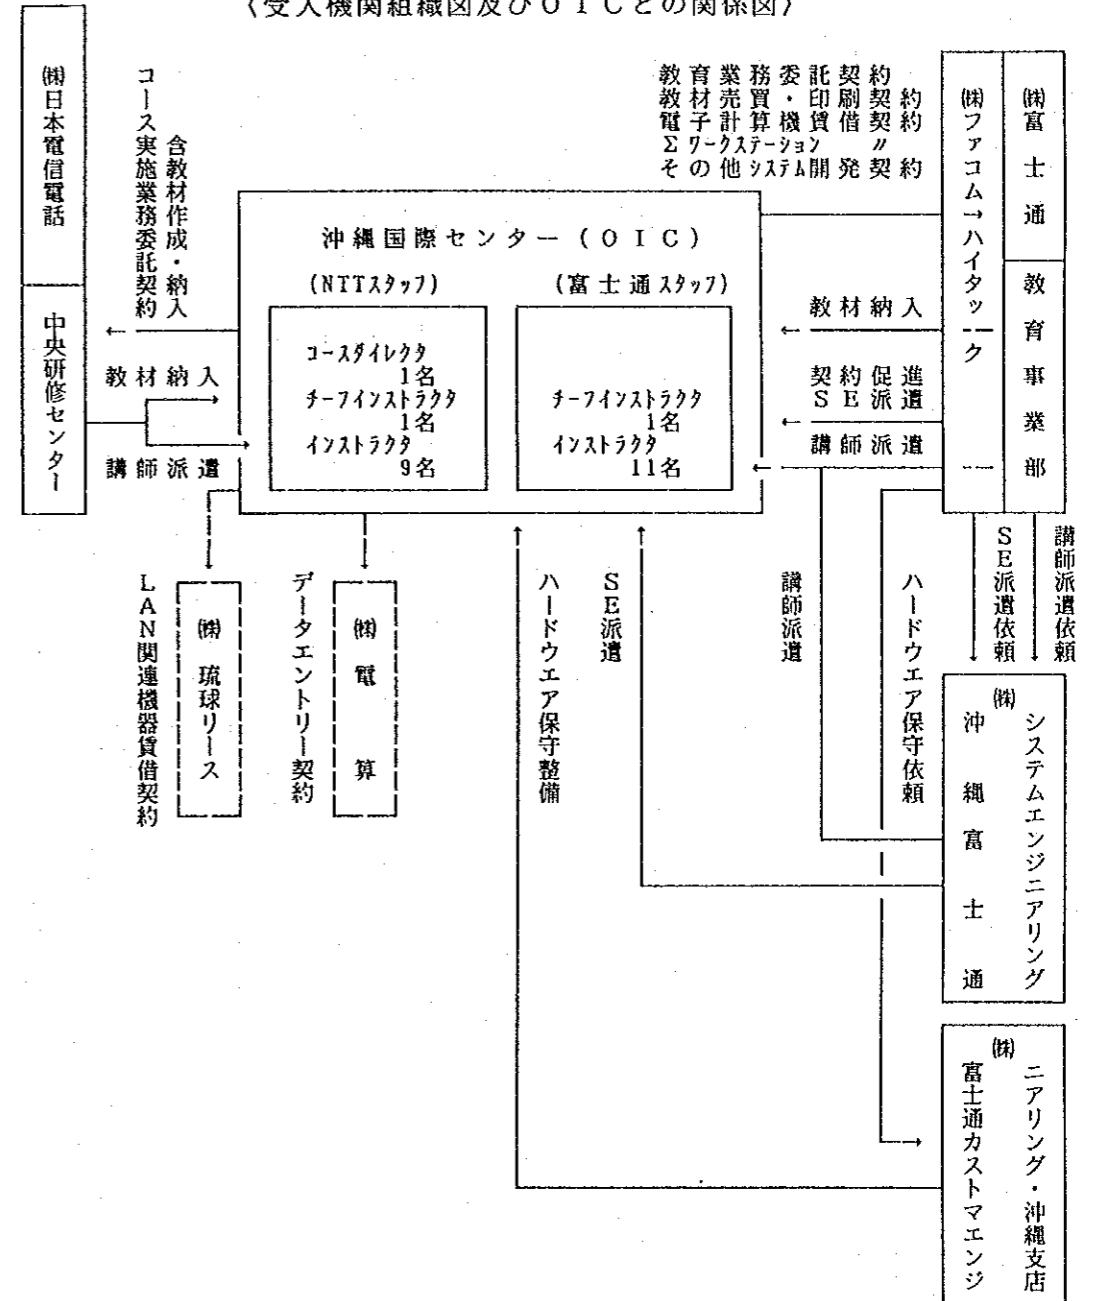 〈受入機関組織図及びＯＩＣとの関係図〉
㈱日本電信電話
中央研修センター
コース実施業務委託契約
含教材作成・納入
教育業務委託契約
教材売買・印刷契約
電子計算機賃借契約
Σワークステーション 〃
その他システム開発契約
㈱ファコム・ハイタック
㈱富士通
教育事業部
沖縄国際センター（ＯＩＣ）
(NTTスタッフ)
コースダイレクタ
1名
チーフインストラクタ
1名
インストラクタ
9名
(富士通スタッフ)
チーフインストラクタ
1名
インストラクタ
11名
教材納入
講師派遣
教材納入
契約促進
ＳＥ派遣
講師派遣
LAN関連機器賃借契約
㈱琉球リース
データエントリー契約
㈱電算
ハードウエア保守整備
SE派遣
講師派遣
ハードウエア保守依頼
SE派遣依頼
講師派遣依頼
㈱沖縄富士通
システムエンジニアリング
㈱富士通カストマエンジ
ニアリング・沖縄支店